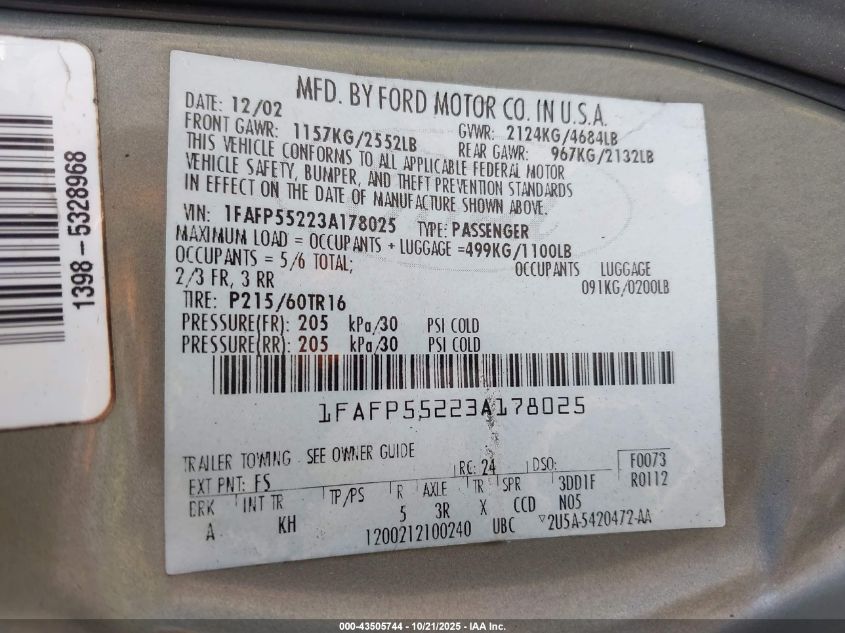 1398 - 5328968
MFD. BY FORD MOTOR CO. IN U.S.A.
DATE: 12/02 GVWR: 2124KG/4684LB
FRONT GAWR: 1157KG/2552LB REAR GAWR: 967KG/2132LB
THIS VEHICLE CONFORMS TO ALL APPLICABLE FEDERAL MOTOR
VEHICLE SAFETY, BUMPER, AND THEFT PREVENTION STANDARDS
IN EFFECT ON THE DATE OF MANUFACTURE SHOWN ABOVE.
VIN: 1FAFP55223A178025 TYPE: PASSENGER
MAXIMUM LOAD = OCCUPANTS + LUGGAGE =499KG/1100LB
OCCUPANTS = 5/6 TOTAL; OCCUPANTS LUGGAGE
2/3 FR, 3 RR 091KG/0200LB
TIRE: P215/60TR16
PRESSURE(FR): 205 kPa/30 PSI COLD
PRESSURE(RR): 205 kPa/30 PSI COLD
1FAFP55223A178025
TRAILER TOWING - SEE OWNER GUIDE
EXT PNT: FS RC: 24 DSO: F0073
BRK INT TR TP/PS R AXLE TR SPR 3DD1F R0112
A KH 5 3R X CCD N05
1200212100240 UBC ▽2U5A-5420472-AA
000-43505744 | 10/21/2025 | IAA Inc.